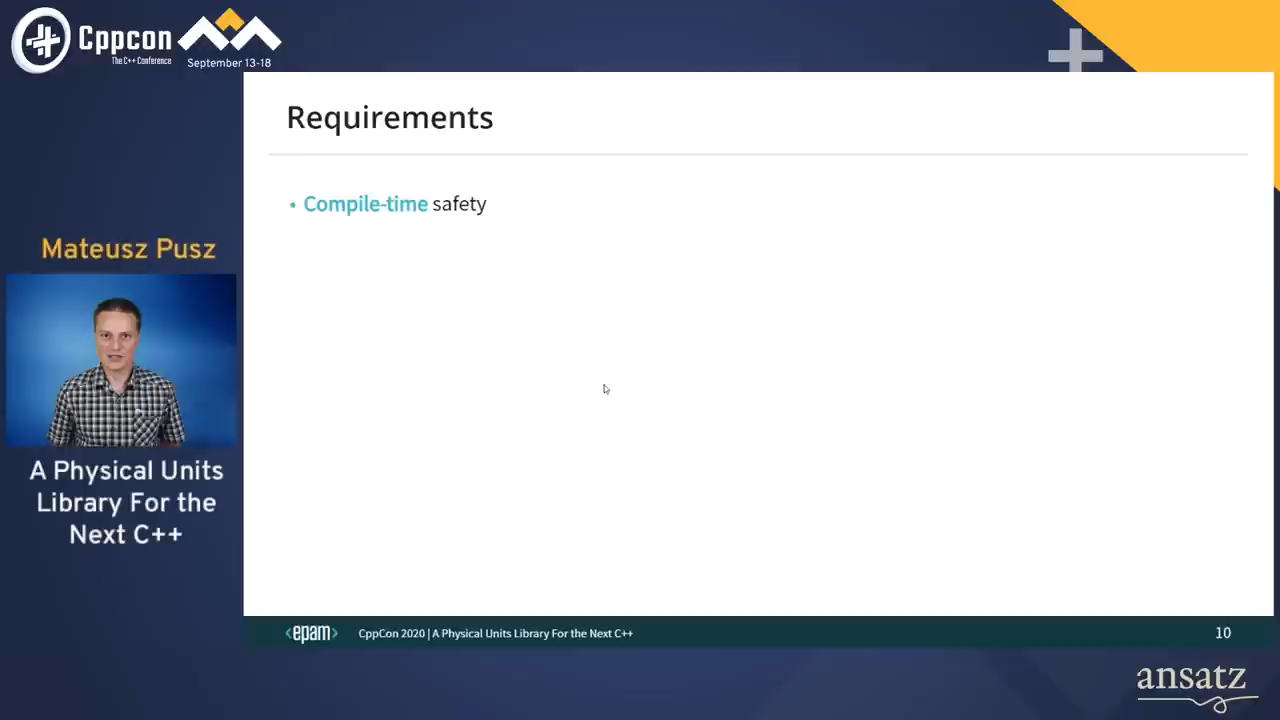 Cppcon
The C++ Conference
September 13-18
Requirements
• Compile-time safety
Mateusz Pusz
A Physical Units
Library For the
Next C++
<epam>
CppCon 2020 | A Physical Units Library For the Next C++
10
ansatz